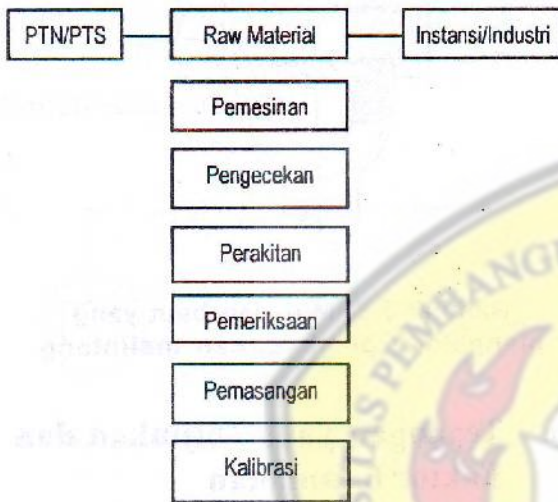 PTN/PTS
Raw Material
Instansi/Industri
Pemesinan
Pengecekan
Perakitan
Pemeriksaan
Pemasangan
Kalibrasi